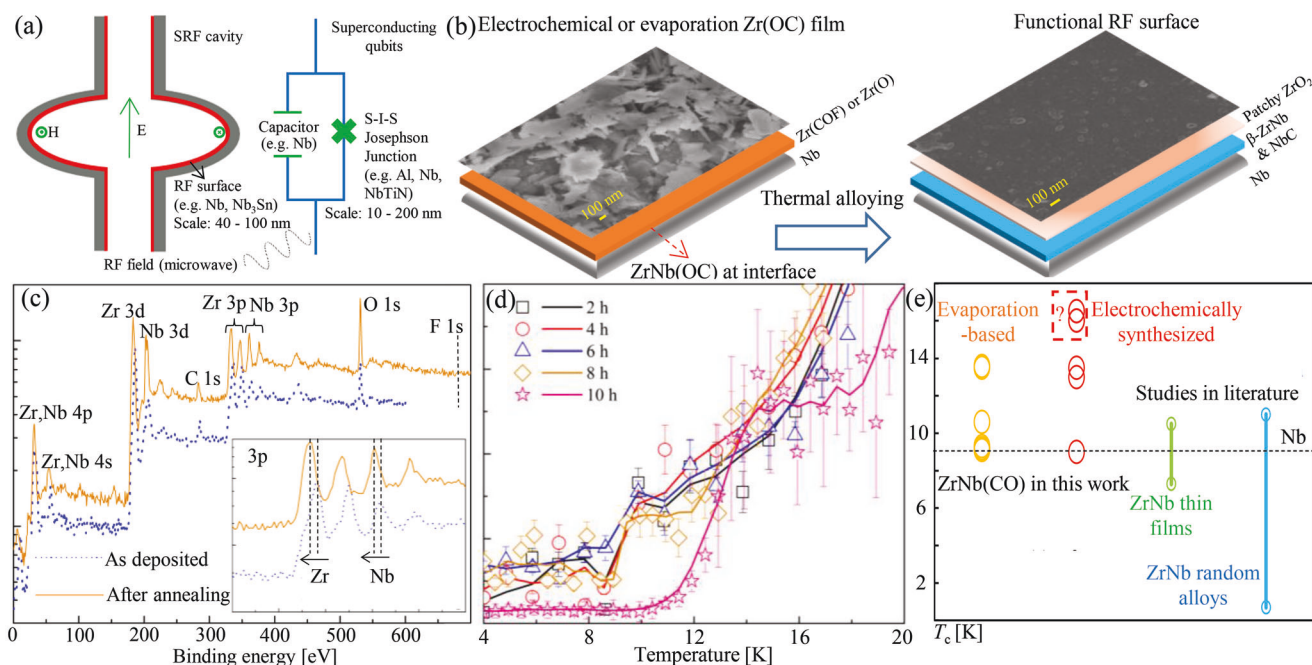 (a)
SRF cavity
H
E
RF surface
(e.g. Nb, Nb3Sn)
Scale: 40 - 100 nm
RF field (microwave)
Superconducting
qubits
Capacitor
(e.g. Nb)
S-I-S
Josephson
Junction
(e.g. Al, Nb,
NbTiN)
Scale: 10 - 200 nm
(b)
Electrochemical or evaporation Zr(OC) film
100 nm
Zr(COF) or Zr(O)
Nb
ZrNb(OC) at interface
Thermal alloying
Functional RF surface
100 nm
Patchy ZrO2
β-ZrNb
& NbC
Nb
(c)
Zr 3d
Nb 3d
Zr 3p
Nb 3p
O 1s
F 1s
C 1s
Zr,Nb 4p
Zr,Nb 4s
3p
Zr
Nb
As deposited
After annealing
0 100 200 300 400 500 600
Binding energy [eV]
(d)
2 h
4 h
6 h
8 h
10 h
4 8 12 16 20
Temperature [K]
(e)
Evaporation
-based
?
Electrochemically
synthesized
14
Studies in literature
10
Nb
ZrNb(CO) in this work
6
ZrNb thin
films
2
ZrNb random
alloys
Tc [K]